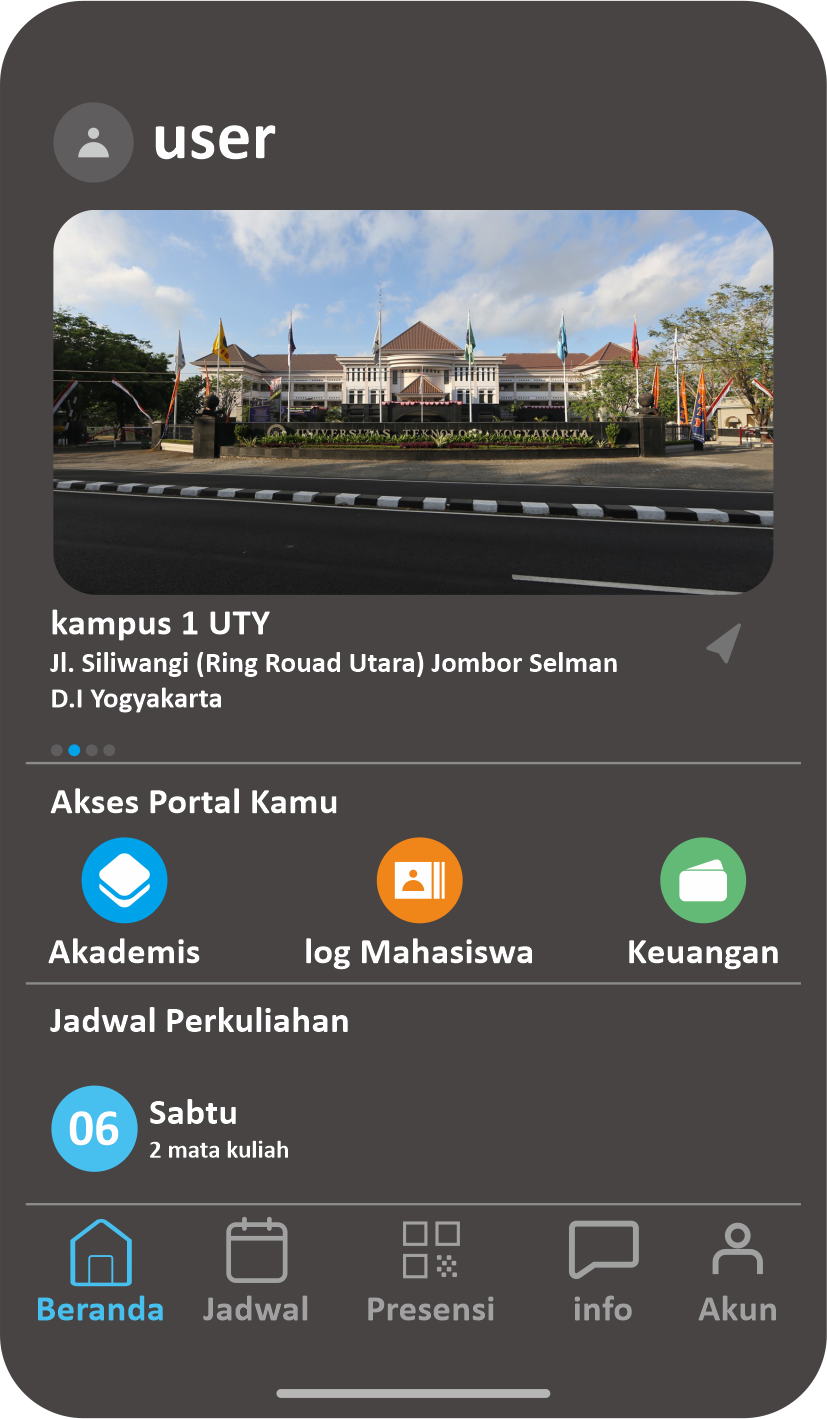 user
UNIVERSITAS TEKNOLOGI YOGYAKARTA
kampus 1 UTY
Jl. Siliwangi (Ring Rouad Utara) Jombor Selman
D.I Yogyakarta
Akses Portal Kamu
Akademis
log Mahasiswa
Keuangan
Jadwal Perkuliahan
06
Sabtu
2 mata kuliah
Beranda
Jadwal
Presensi
info
Akun